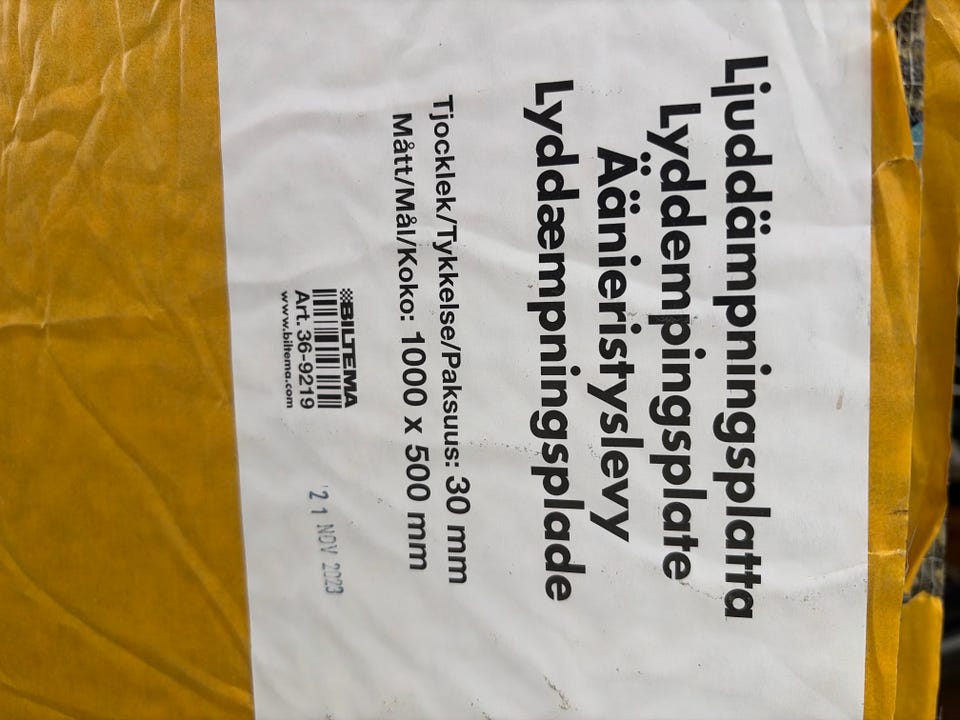 Ljuddämpningsplatta
Lyddempingsplate
Äänieristyslevy
Lyddæmpningsplade
Tjocklek/Tykkelse/Paksuus: 30 mm
Mått/Mål/Koko: 1000 x 500 mm
BILTEMA
Art. 36-9219
www.biltema.com
21 NOV 2023